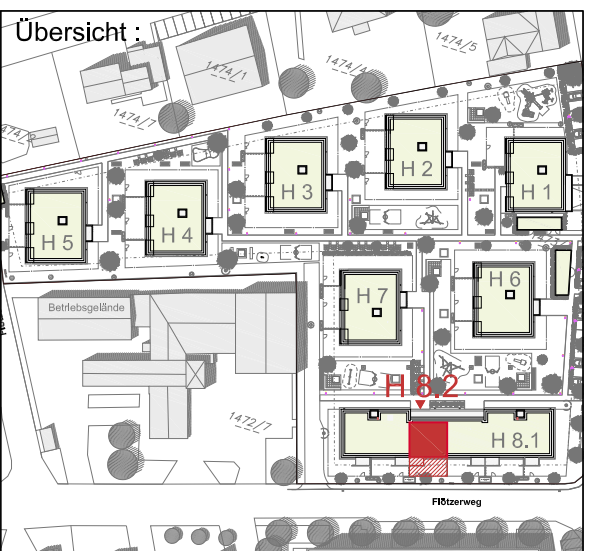 Übersicht :
1474/5
1474/1
1474/4
1474/7
H 2
H 3
H 1
H 4
H 5
H 6
H 7
Betriebsgelände
H 8.2
1472/7
H 8.1
Flötzerweg